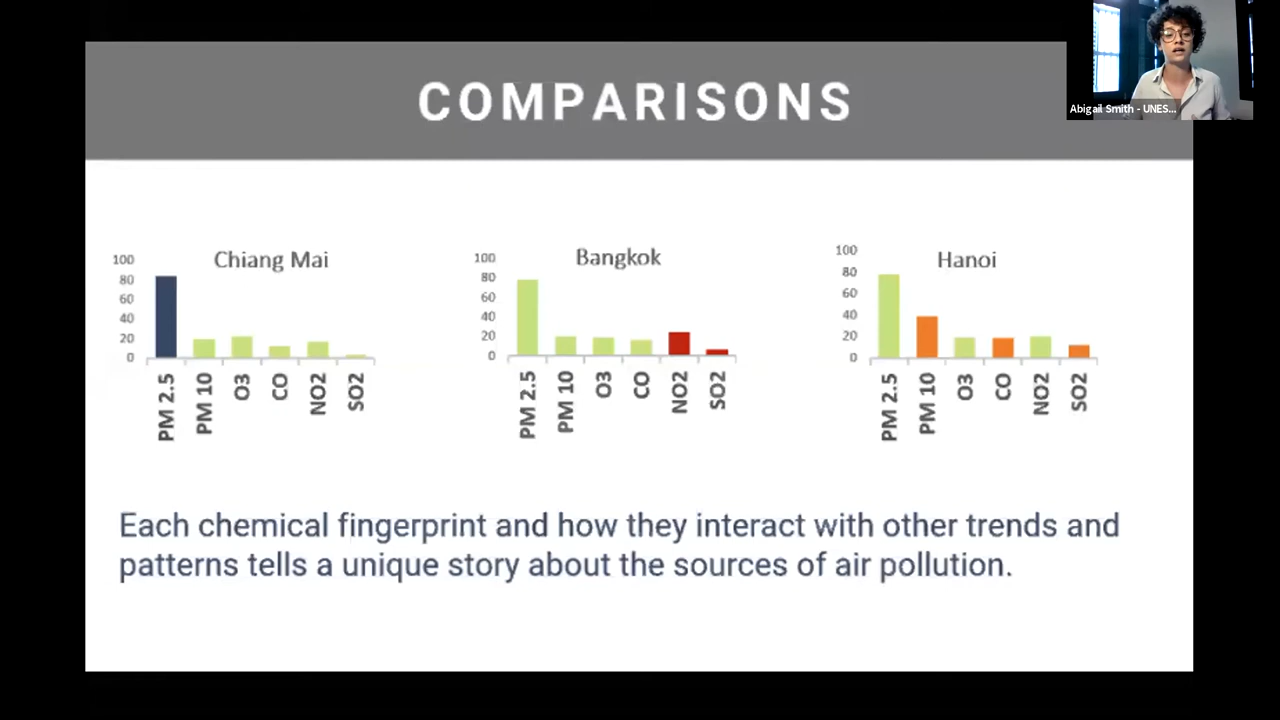 COMPARISONS
Abigail Smith - UNES...
Chiang Mai
100
80
60
40
20
0
PM 2.5
PM 10
O3
CO
NO2
SO2
Bangkok
100
80
60
40
20
0
PM 2.5
PM 10
O3
CO
NO2
SO2
Hanoi
100
80
60
40
20
0
PM 2.5
PM 10
O3
CO
NO2
SO2
Each chemical fingerprint and how they interact with other trends and
patterns tells a unique story about the sources of air pollution.